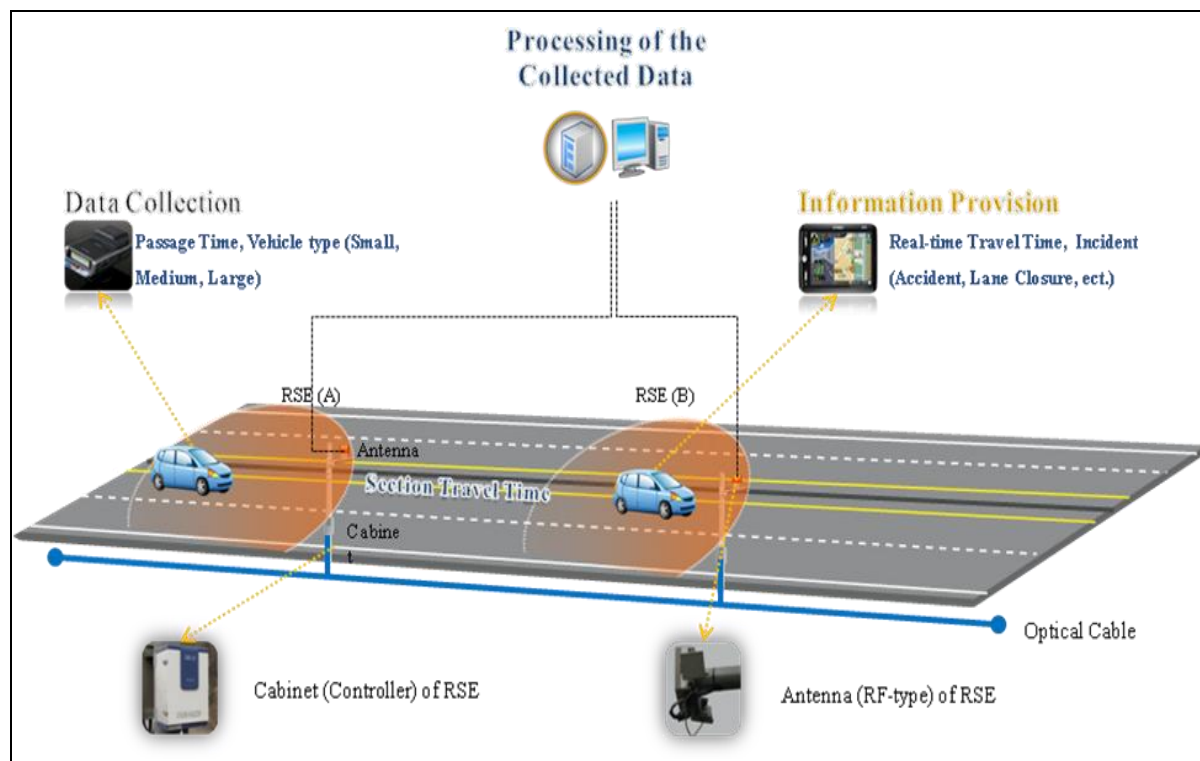 Processing of the
Collected Data
Data Collection
Passage Time, Vehicle type (Small,
Medium, Large)
Information Provision
Real-time Travel Time, Incident
(Accident, Lane Closure, ect.)
RSE (A)
RSE (B)
Antenna
Section Travel Time
Cabine
t
Optical Cable
Cabinet (Controller) of RSE
Antenna (RF-type) of RSE